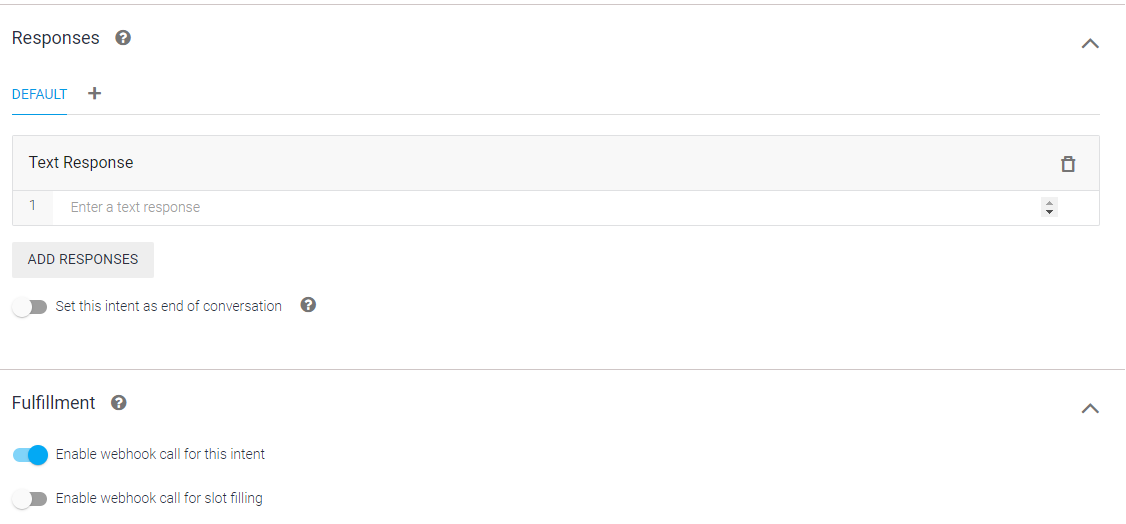 Responses ?
DEFAULT +
Text Response
1 Enter a text response
ADD RESPONSES
Set this intent as end of conversation ?
Fulfillment ?
Enable webhook call for this intent
Enable webhook call for slot filling